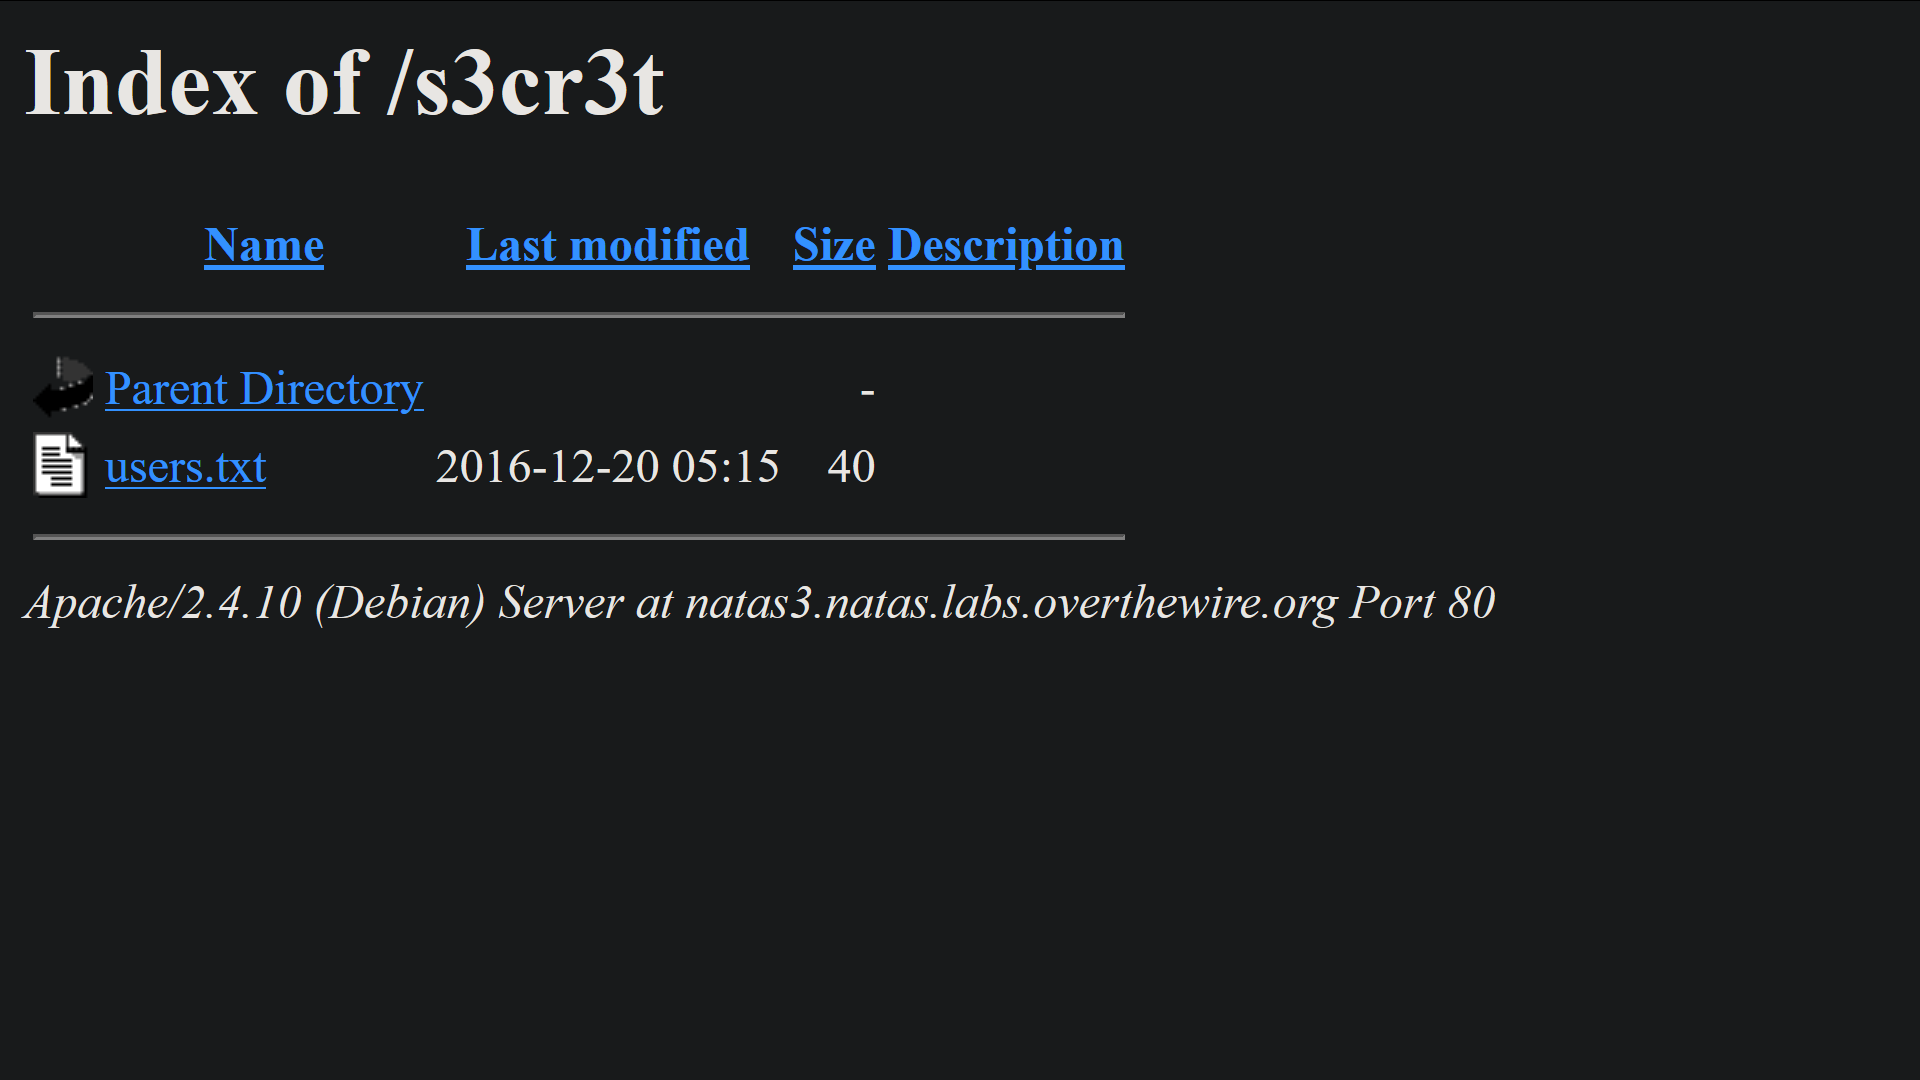 Index of /s3cr3t
Name Last modified Size Description
Parent Directory -
users.txt 2016-12-20 05:15 40
Apache/2.4.10 (Debian) Server at natas3.natas.labs.overthewire.org Port 80